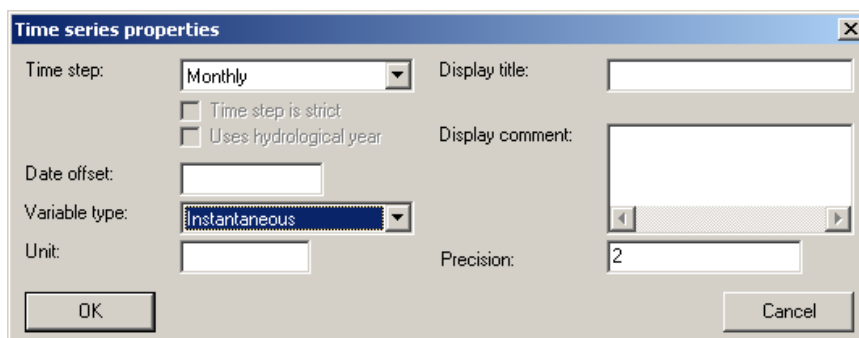 Time series properties
Time step:
Monthly
Time step is strict
Uses hydrological year
Date offset:
Variable type:
Instantaneous
Unit:
Display title:
Display comment:
Precision:
2
OK
Cancel